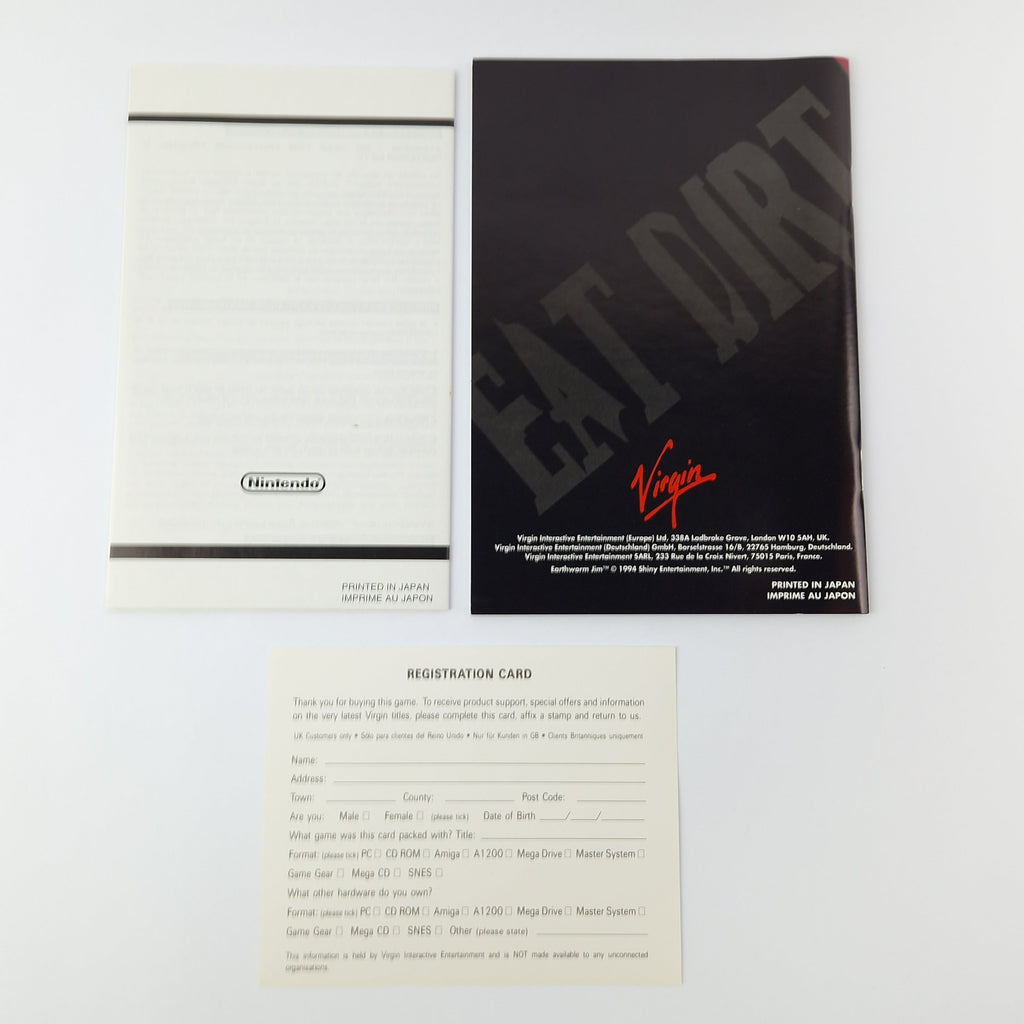 Nintendo
PRINTED IN JAPAN
IMPRIME AU JAPON
EAT DIRT
Virgin
Virgin Interactive Entertainment (Europe) Ltd. 338A Ladbroke Grove, London W10 5AH, UK.
Virgin Interactive Entertainment (Deutschland) GmbH, Borselstrasse 16/B, 22765 Hamburg, Deutschland.
Virgin Interactive Entertainment SARL, 233 Rue de la Croix Nivert, 75015 Paris, France.
Earthworm Jim™ © 1994 Shiny Entertainment, Inc.™ All rights reserved.
PRINTED IN JAPAN
IMPRIME AU JAPON
REGISTRATION CARD
Thank you for buying this game. To receive product support, special offers and information
on the very latest Virgin titles, please complete this card, affix a stamp and return to us.
UK Customers only • Sólo para clientes del Reino Unido • Nur für Kunden in GB • Clients Britanniques uniquement
Name:
Address:
Town: County: Post Code:
Are you: Male □ Female □ (please tick) Date of Birth ___/___/___
What game was this card packed with? Title:
Format: (please tick) PC □ CD ROM □ Amiga □ A1200 □ Mega Drive □ Master System □
Game Gear □ Mega CD □ SNES □
What other hardware do you own?
Format: (please tick) PC □ CD ROM □ Amiga □ A1200 □ Mega Drive □ Master System □
Game Gear □ Mega CD □ SNES □ Other (please state)
This information is held by Virgin Interactive Entertainment and is NOT made available to any unconnected
organisations.